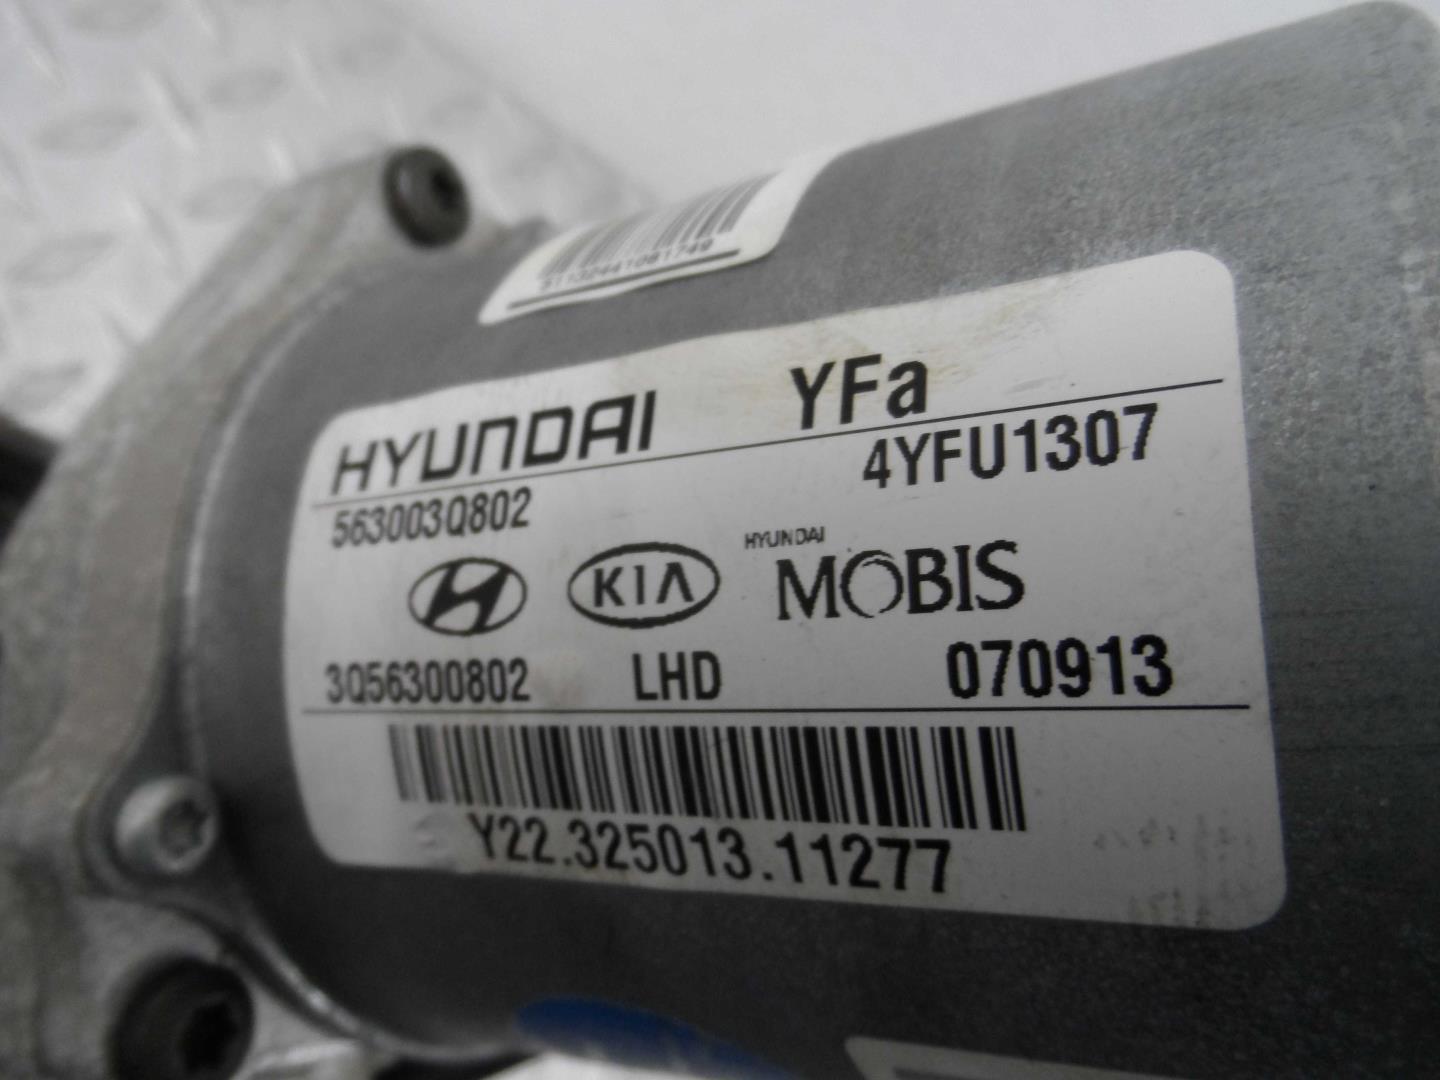 HYUNDAI YFa
563003Q802 4YFU1307
KIA HYUNDAI MOBIS
3Q56300802 LHD 070913
Y22.325013.11277